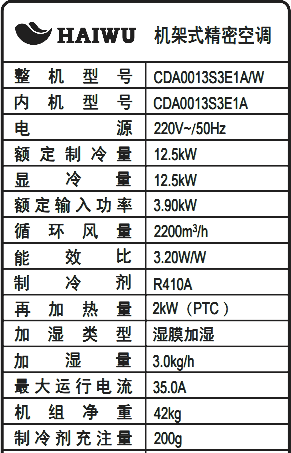 HAIWU 机架式精密空调
整机型号 CDA0013S3E1A/W
内机型号 CDA0013S3E1A
电源 220V~/50Hz
额定制冷量 12.5kW
显冷量 12.5kW
额定输入功率 3.90kW
循环风量 2200m³/h
能效比 3.20W/W
制冷剂 R410A
再加热量 2kW（PTC）
加湿类型 湿膜加湿
加湿量 3.0kg/h
最大运行电流 35.0A
机组净重 42kg
制冷剂充注量 200g